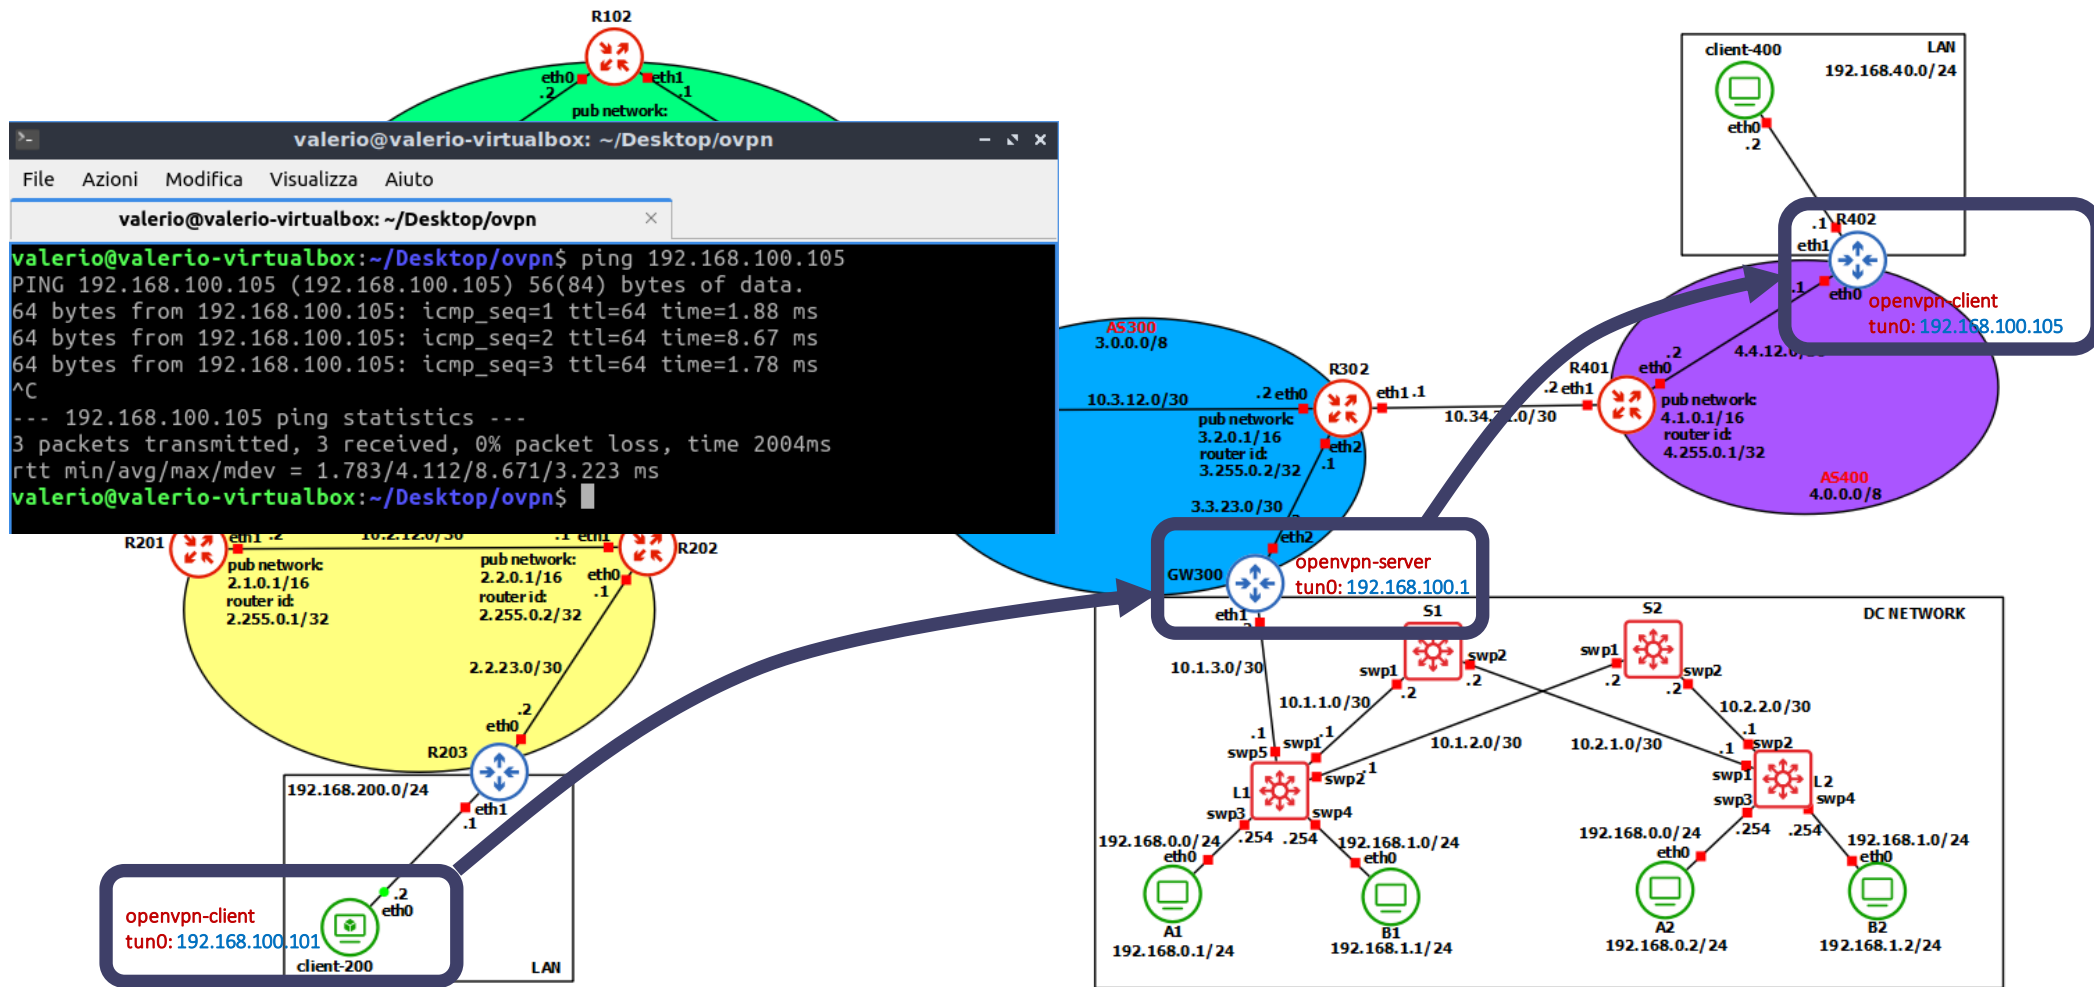 R102
eth0
.2
eth1
.1
pub network:
valerio@valerio-virtualbox: ~/Desktop/ovpn
File Azioni Modifica Visualizza Aiuto
valerio@valerio-virtualbox: ~/Desktop/ovpn
valerio@valerio-virtualbox:~/Desktop/ovpn$ ping 192.168.100.105
PING 192.168.100.105 (192.168.100.105) 56(84) bytes of data.
64 bytes from 192.168.100.105: icmp_seq=1 ttl=64 time=1.88 ms
64 bytes from 192.168.100.105: icmp_seq=2 ttl=64 time=8.67 ms
64 bytes from 192.168.100.105: icmp_seq=3 ttl=64 time=1.78 ms
^C
--- 192.168.100.105 ping statistics ---
3 packets transmitted, 3 received, 0% packet loss, time 2004ms
rtt min/avg/max/mdev = 1.783/4.112/8.671/3.223 ms
valerio@valerio-virtualbox:~/Desktop/ovpn$
client-400
LAN
192.168.40.0/24
eth0
.2
.1
R402
eth1
.1
eth0
openvpn-client
tun0: 192.168.100.105
AS300
3.0.0.0/8
10.3.12.0/30
.2 eth0
R302
eth1 .1
pub network:
3.2.0.1/16
router id:
3.255.0.2/32
eth2
.1
3.3.23.0/30
.2 eth1
R401
.2
eth0
pub network:
4.1.0.1/16
router id:
4.255.0.1/32
AS400
4.0.0.0/8
R201
eth1 .2
10.2.12.0/30
.1 eth1
R202
pub network:
2.1.0.1/16
router id:
2.255.0.1/32
pub network:
2.2.0.1/16
router id:
2.255.0.2/32
eth0
.1
2.2.23.0/30
.2
eth0
R203
192.168.200.0/24
eth1
.1
.2
eth0
openvpn-client
tun0: 192.168.100.101
client-200
LAN
eth2
GW300
openvpn-server
tun0: 192.168.100.1
eth1
DC NETWORK
S1
S2
10.1.3.0/30
swp1
.2
swp2
.2
swp1
.2
swp2
.2
10.1.1.0/30
10.1.2.0/30
10.2.1.0/30
10.2.2.0/30
.1
swp5
swp1
.1
swp2
.1
L1
swp3
.254
swp4
.254
.1
swp2
.1
swp1
L2
swp3
.254
swp4
.254
192.168.0.0/24
eth0
192.168.1.0/24
eth0
192.168.0.0/24
eth0
192.168.1.0/24
eth0
A1
192.168.0.1/24
B1
192.168.1.1/24
A2
192.168.0.2/24
B2
192.168.1.2/24